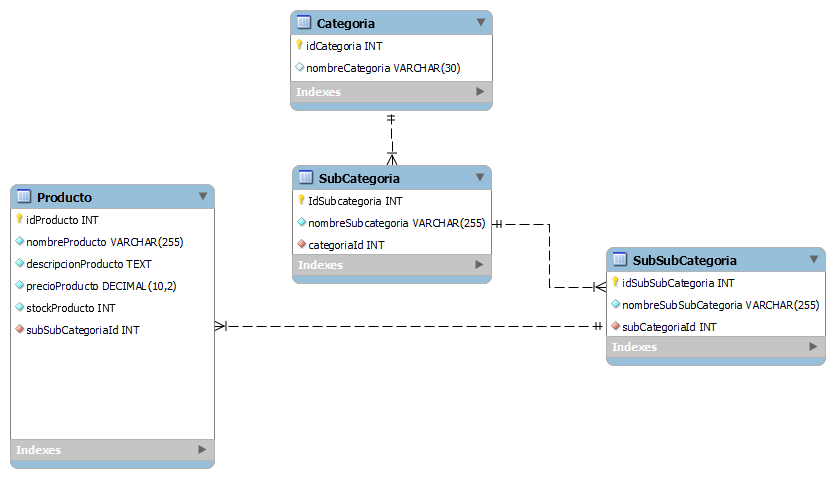 Categoria
idCategoria INT
nombreCategoria VARCHAR(30)
Indexes
SubCategoria
IdSubcategoria INT
nombreSubcategoria VARCHAR(255)
categoriaId INT
Indexes
Producto
idProducto INT
nombreProducto VARCHAR(255)
descripcionProducto TEXT
precioProducto DECIMAL(10,2)
stockProducto INT
subSubCategoriaId INT
Indexes
SubSubCategoria
idSubSubCategoria INT
nombreSubSubCategoria VARCHAR(255)
subCategoriaId INT
Indexes